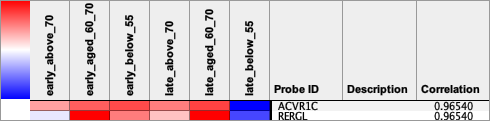 early_above_70
early_aged_60_70
early_below_55
late_above_70
late_aged_60_70
late_below_55
Probe ID Description Correlation
ACVR1C 0.96540
RERGL 0.96540